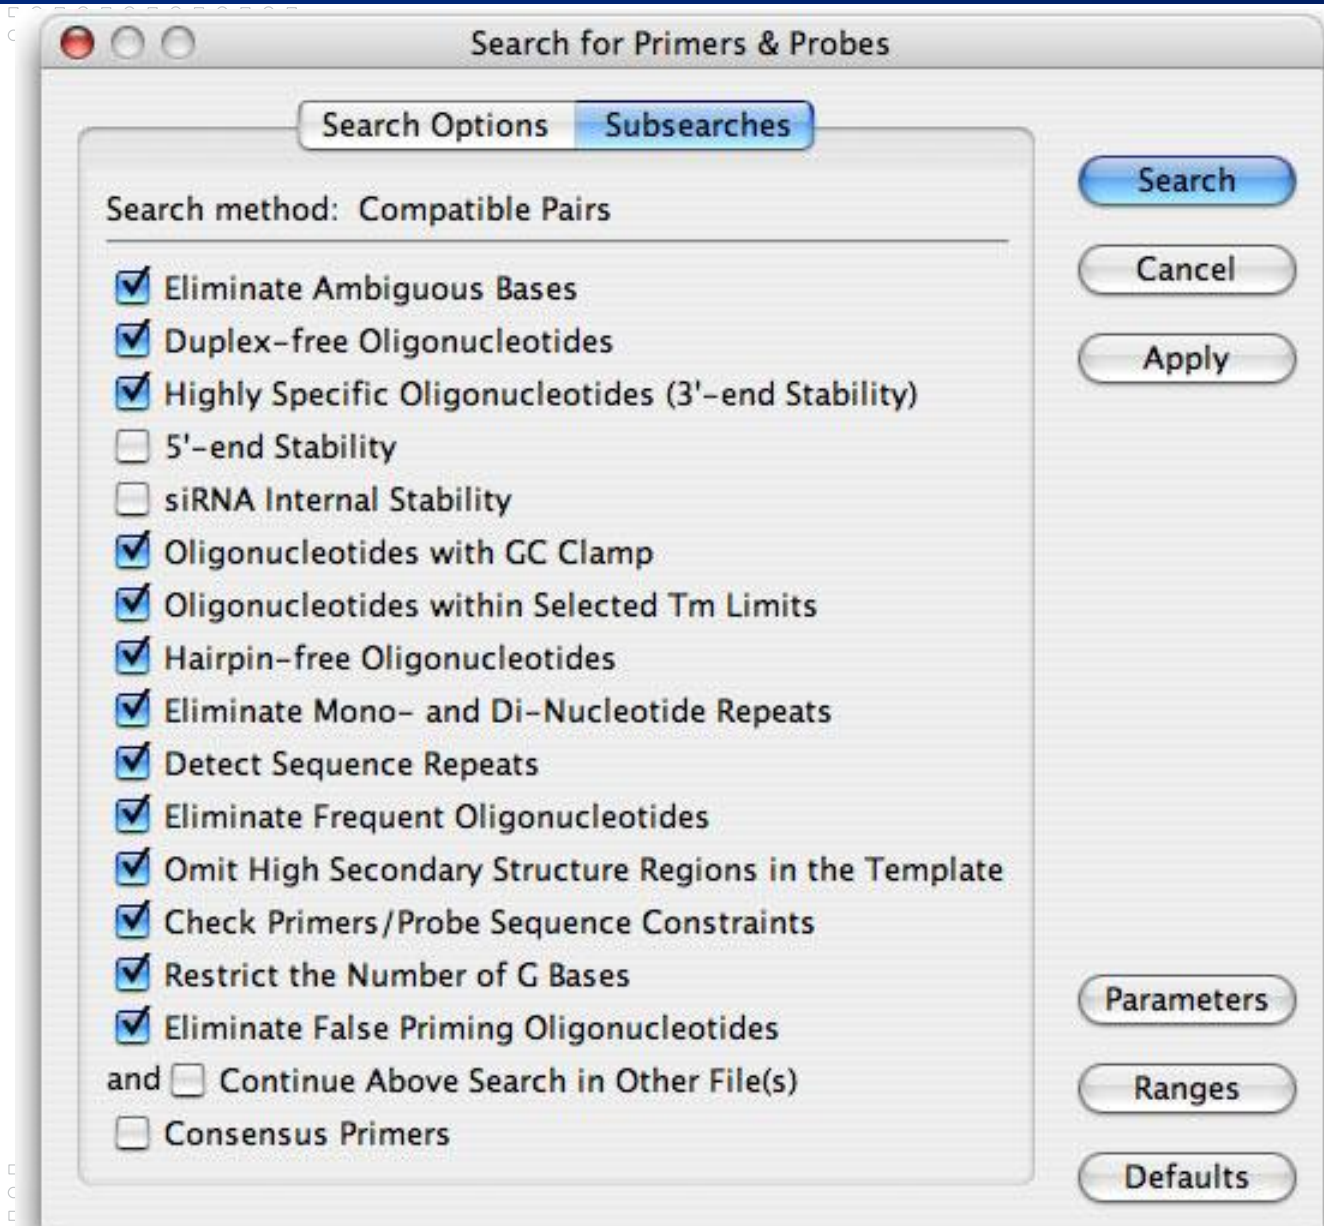 Search for Primers & Probes
Search Options Subsearches
Search method: Compatible Pairs
Eliminate Ambiguous Bases
Duplex-free Oligonucleotides
Highly Specific Oligonucleotides (3'-end Stability)
5'-end Stability
siRNA Internal Stability
Oligonucleotides with GC Clamp
Oligonucleotides within Selected Tm Limits
Hairpin-free Oligonucleotides
Eliminate Mono- and Di-Nucleotide Repeats
Detect Sequence Repeats
Eliminate Frequent Oligonucleotides
Omit High Secondary Structure Regions in the Template
Check Primers/Probe Sequence Constraints
Restrict the Number of G Bases
Eliminate False Priming Oligonucleotides
and Continue Above Search in Other File(s)
Consensus Primers
Search
Cancel
Apply
Parameters
Ranges
Defaults